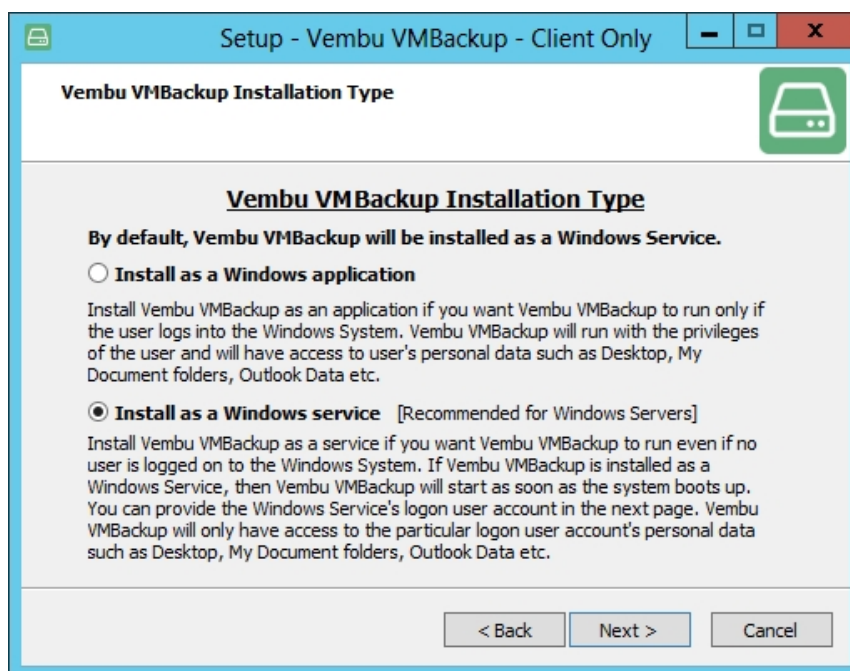 Setup - Vembu VMBackup - Client Only
Vembu VMBackup Installation Type
Vembu VMBackup Installation Type
By default, Vembu VMBackup will be installed as a Windows Service.
Install as a Windows application
Install Vembu VMBackup as an application if you want Vembu VMBackup to run only if
the user logs into the Windows System. Vembu VMBackup will run with the privileges
of the user and will have access to user's personal data such as Desktop, My
Document folders, Outlook Data etc.
Install as a Windows service [Recommended for Windows Servers]
Install Vembu VMBackup as a service if you want Vembu VMBackup to run even if no
user is logged on to the Windows System. If Vembu VMBackup is installed as a
Windows Service, then Vembu VMBackup will start as soon as the system boots up.
You can provide the Windows Service's logon user account in the next page. Vembu
VMBackup will only have access to the particular logon user account's personal data
such as Desktop, My Document folders, Outlook Data etc.
< Back Next > Cancel